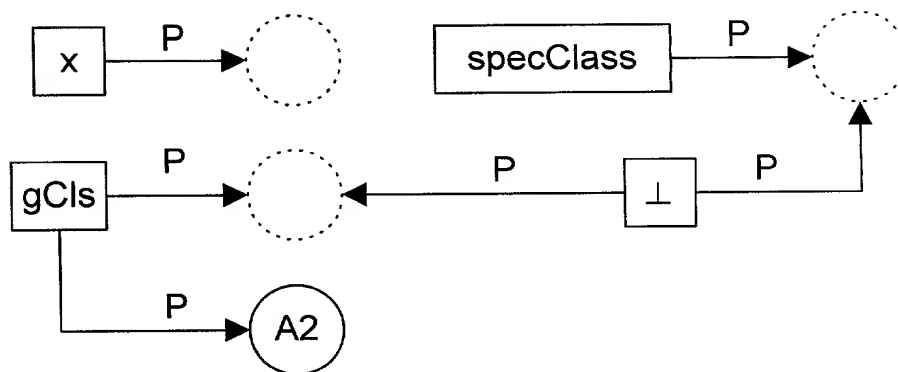 x P
specClass P
gCls P
P ⊥ P
P A2